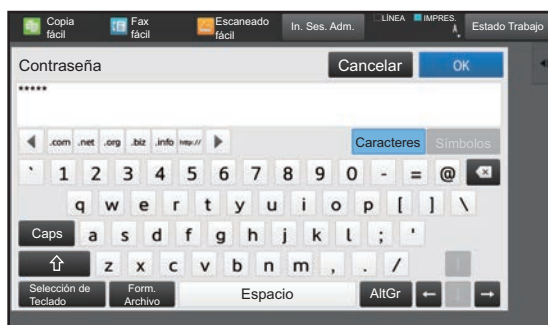 Copia fácil Fax fácil Escaneado fácil In. Ses. Adm. LÍNEA IMPRES. Estado Trabajo
Contraseña Cancelar OK
*****
.com .net .org .biz .info http:// Caracteres Símbolos
` 1 2 3 4 5 6 7 8 9 0 - = @
q w e r t y u i o p [ ] \
Caps a s d f g h j k l ; '
z x c v b n m , . /
Selección de Teclado Form. Archivo Espacio AltGr